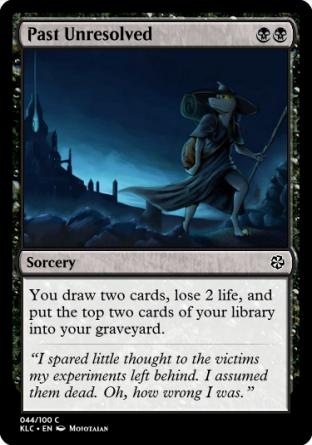 Past Unresolved
Sorcery
You draw two cards, lose 2 life, and
put the top two cards of your library
into your graveyard.
“I spared little thought to the victims
my experiments left behind. I assumed
them dead. Oh, how wrong I was.”
044/100 C
KLC • EN Mojotaian